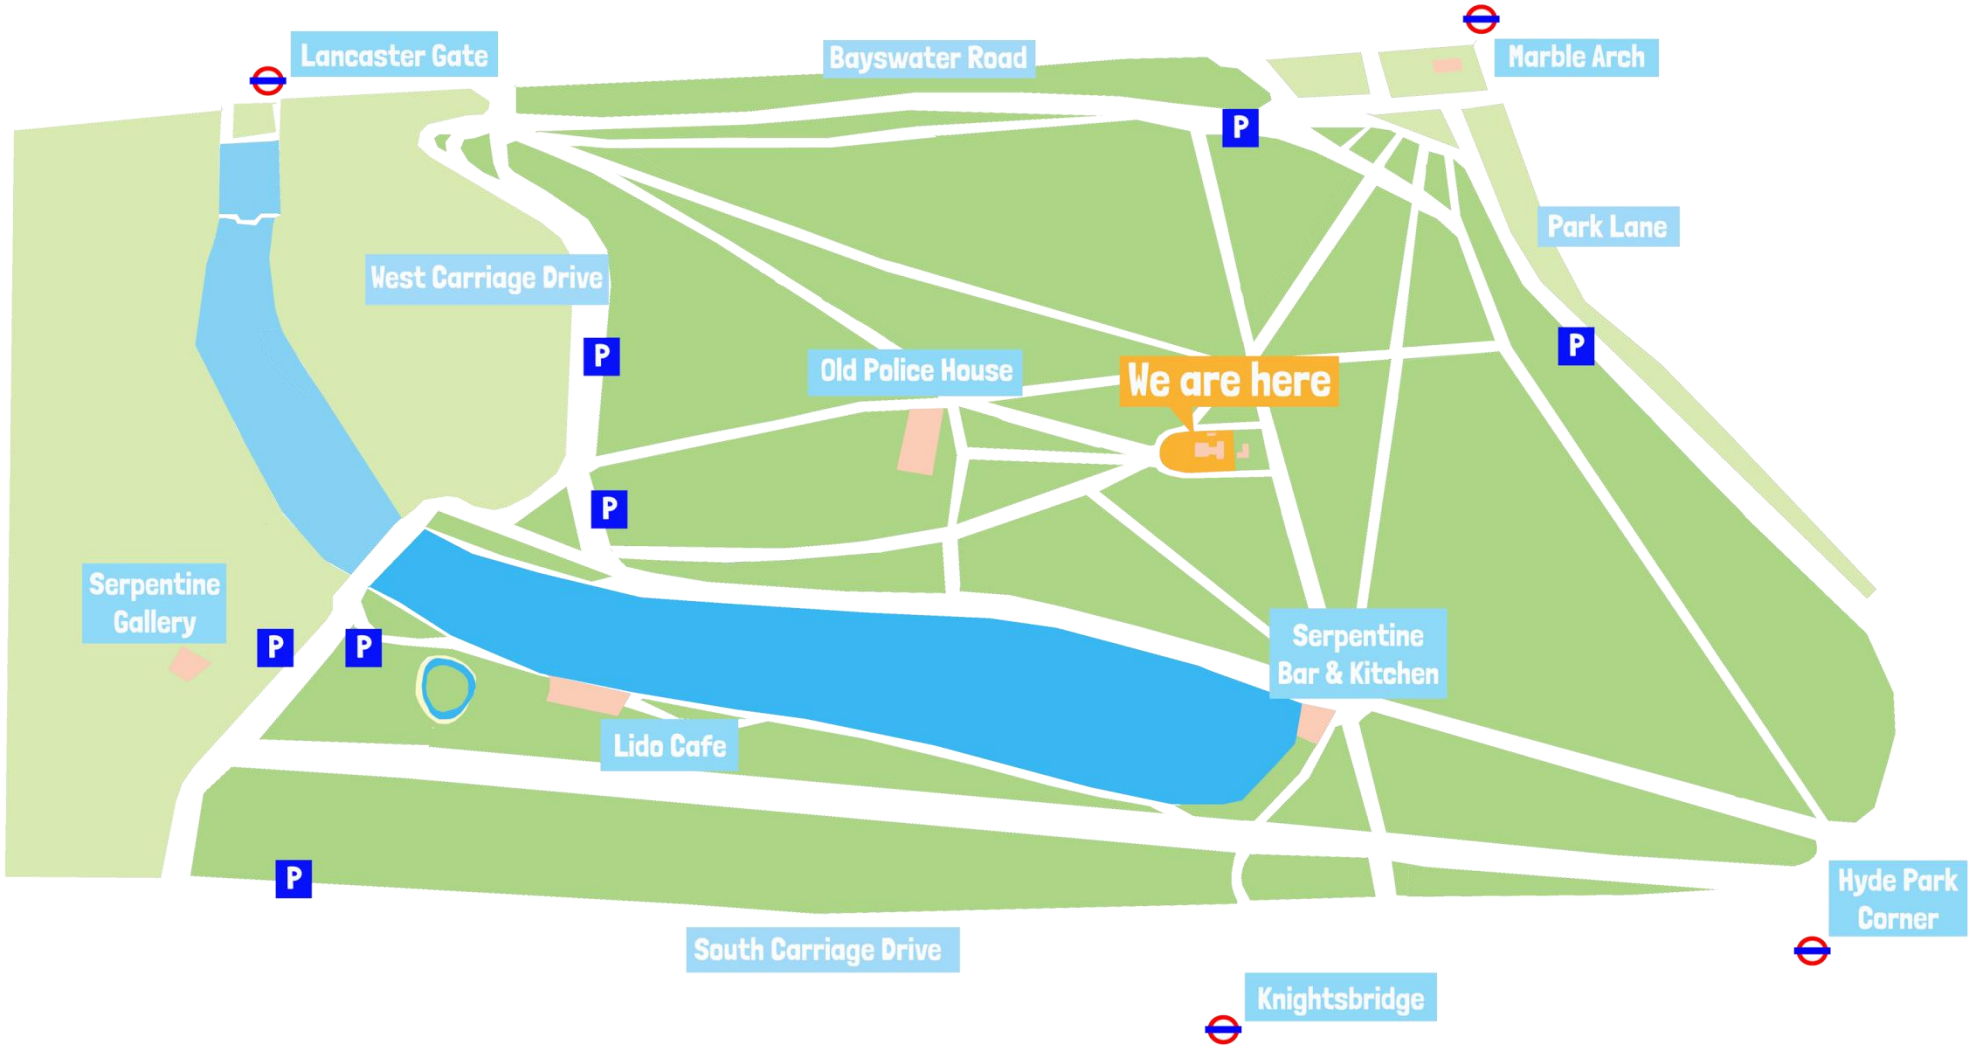 Marble Arch
Lancaster Gate
Bayswater Road
P
Park Lane
West Carriage Drive
P
P
Old Police House
We are here
P
Serpentine
Gallery
P
P
Serpentine
Bar & Kitchen
Lido Cafe
P
Hyde Park
Corner
South Carriage Drive
Knightsbridge